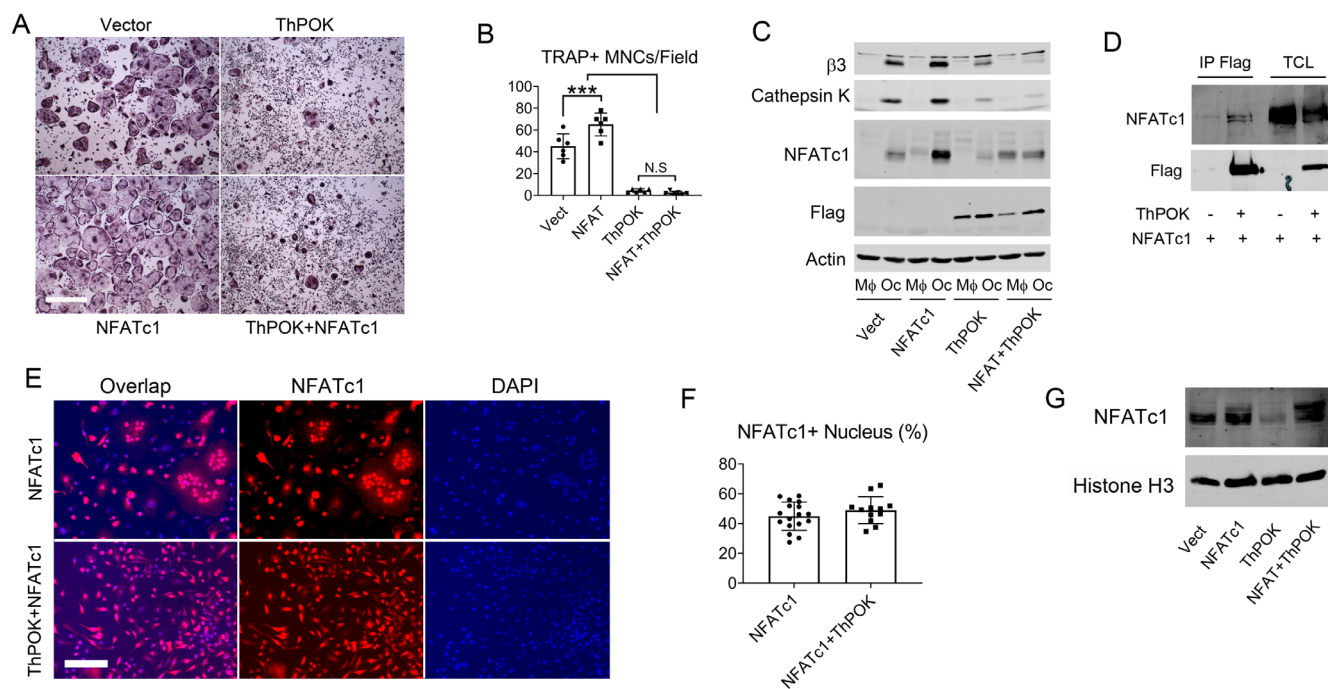 A
Vector
ThPOK
NFATc1
ThPOK+NFATc1
B
TRAP+ MNCs/Field
***
N.S
100
80
60
40
20
0
Vect
NFAT
ThPOK
NFAT+ThPOK
C
β3
Cathepsin K
NFATc1
Flag
Actin
Mϕ Oc Mϕ Oc Mϕ Oc Mϕ Oc
Vect
NFATc1
ThPOK
NFAT+ThPOK
D
IP Flag
TCL
NFATc1
Flag
ThPOK - + - +
NFATc1 + + + +
E
Overlap
NFATc1
DAPI
NFATc1
ThPOK+NFATc1
F
NFATc1+ Nucleus (%)
80
60
40
20
0
NFATc1
NFATc1+ThPOK
G
NFATc1
Histone H3
Vect
NFATc1
ThPOK
NFAT+ThPOK